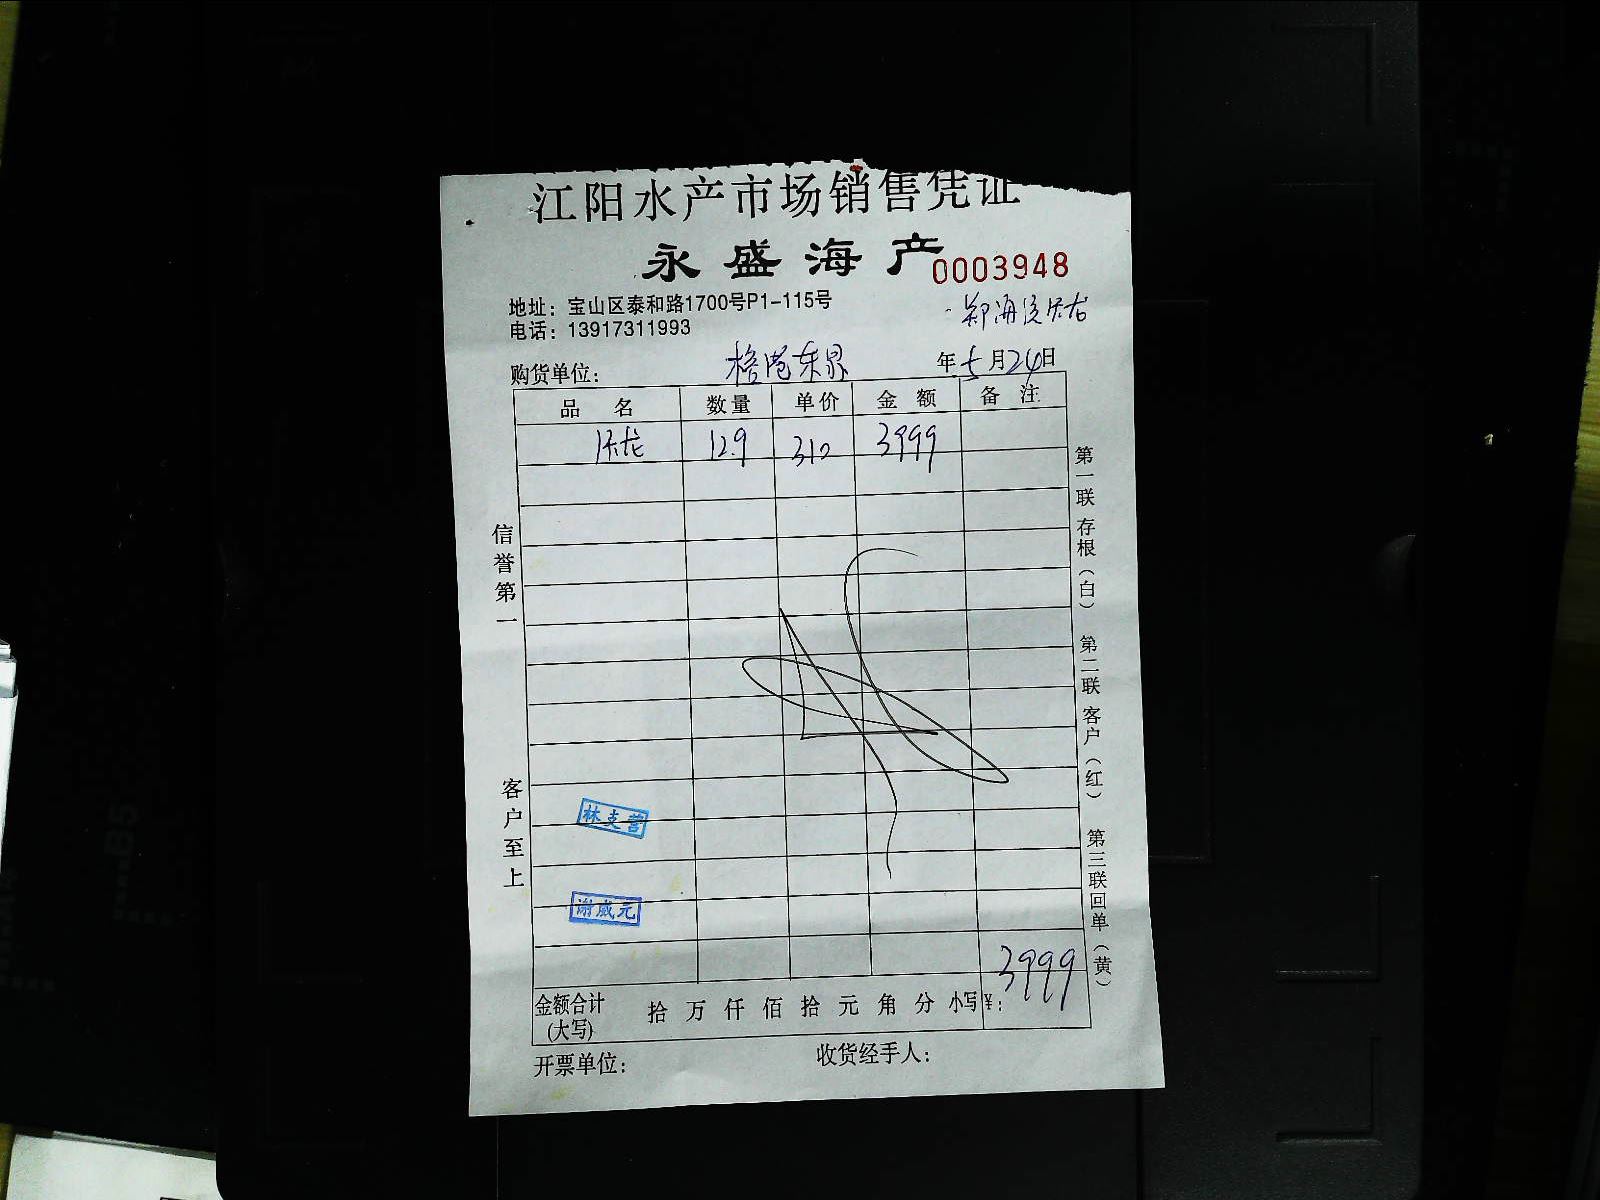 江阳水产市场销售凭证
永盛海产
0003948
地址：宝山区泰和路1700号P1-115号
电话：13917311993
购货单位：
年5月24日
品名 数量 单价 金额 备注
12.9 310 3999
信誉第一
客户至上
第一联存根（白） 第二联客户（红） 第三联回单（黄）
林支营
谢威元
3999
金额合计（大写） 拾 万 仟 佰 拾 元 角 分 小写¥：
开票单位： 收货经手人：